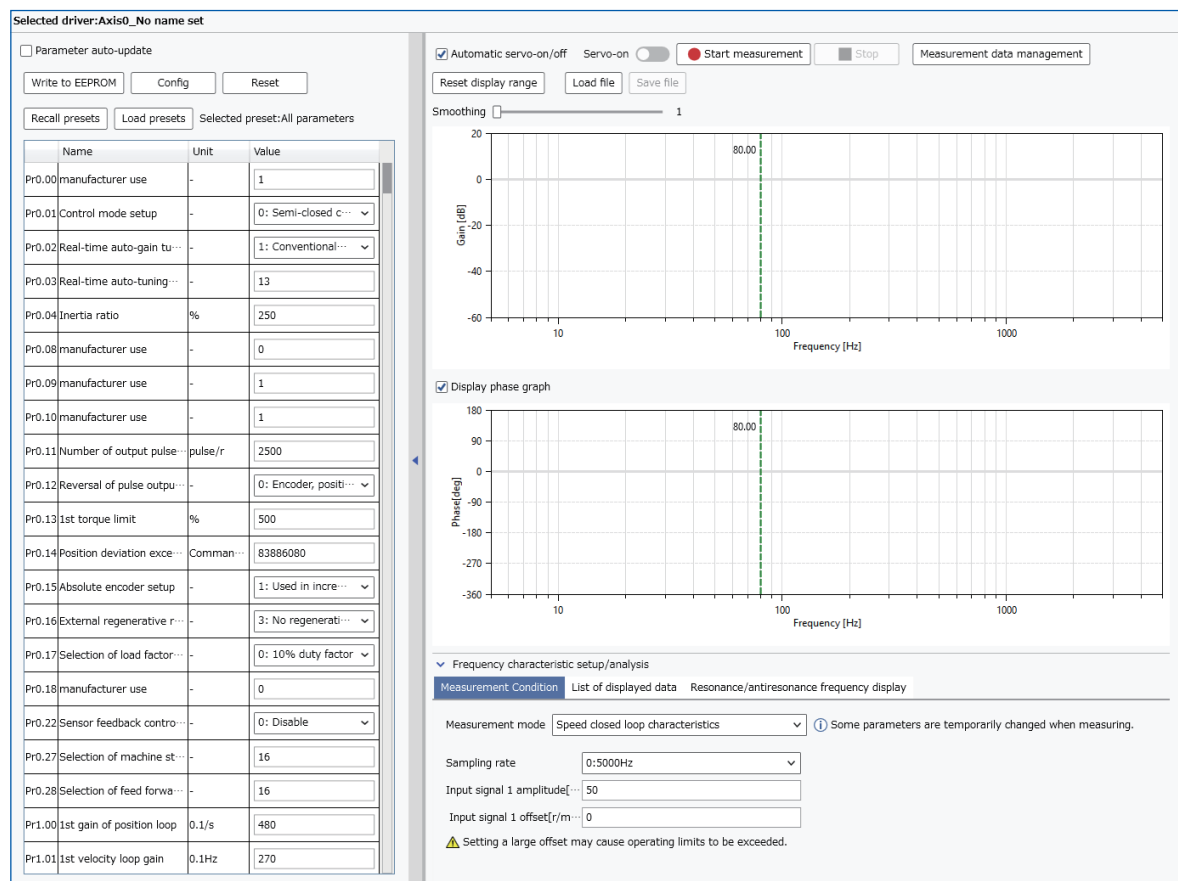 Selected driver:Axis0_No name set
Parameter auto-update
Write to EEPROM Config Reset
Recall presets Load presets Selected preset:All parameters
Name Unit Value
Pr0.00 manufacturer use - 1
Pr0.01 Control mode setup - 0: Semi-closed c···
Pr0.02 Real-time auto-gain tu··· - 1: Conventional···
Pr0.03 Real-time auto-tuning··· - 13
Pr0.04 Inertia ratio % 250
Pr0.08 manufacturer use - 0
Pr0.09 manufacturer use - 1
Pr0.10 manufacturer use - 1
Pr0.11 Number of output pulse··· pulse/r 2500
Pr0.12 Reversal of pulse outpu··· - 0: Encoder, positi···
Pr0.13 1st torque limit % 500
Pr0.14 Position deviation exce··· Comman··· 83886080
Pr0.15 Absolute encoder setup - 1: Used in incre···
Pr0.16 External regenerative r··· - 3: No regenerati···
Pr0.17 Selection of load factor··· - 0: 10% duty factor
Pr0.18 manufacturer use - 0
Pr0.22 Sensor feedback contro··· - 0: Disable
Pr0.27 Selection of machine st··· - 16
Pr0.28 Selection of feed forwa··· - 16
Pr1.00 1st gain of position loop 0.1/s 480
Pr1.01 1st velocity loop gain 0.1Hz 270
Automatic servo-on/off Servo-on Start measurement Stop Measurement data management
Reset display range Load file Save file
Smoothing 1
20
80.00
0
Gain [dB]
-20
-40
-60
10 100 1000
Frequency [Hz]
Display phase graph
180
80.00
90
0
Phase[deg]
-90
-180
-270
-360
10 100 1000
Frequency [Hz]
Frequency characteristic setup/analysis
Measurement Condition List of displayed data Resonance/antiresonance frequency display
Measurement mode Speed closed loop characteristics Some parameters are temporarily changed when measuring.
Sampling rate 0:5000Hz
Input signal 1 amplitude[··· 50
Input signal 1 offset[r/m··· 0
Setting a large offset may cause operating limits to be exceeded.